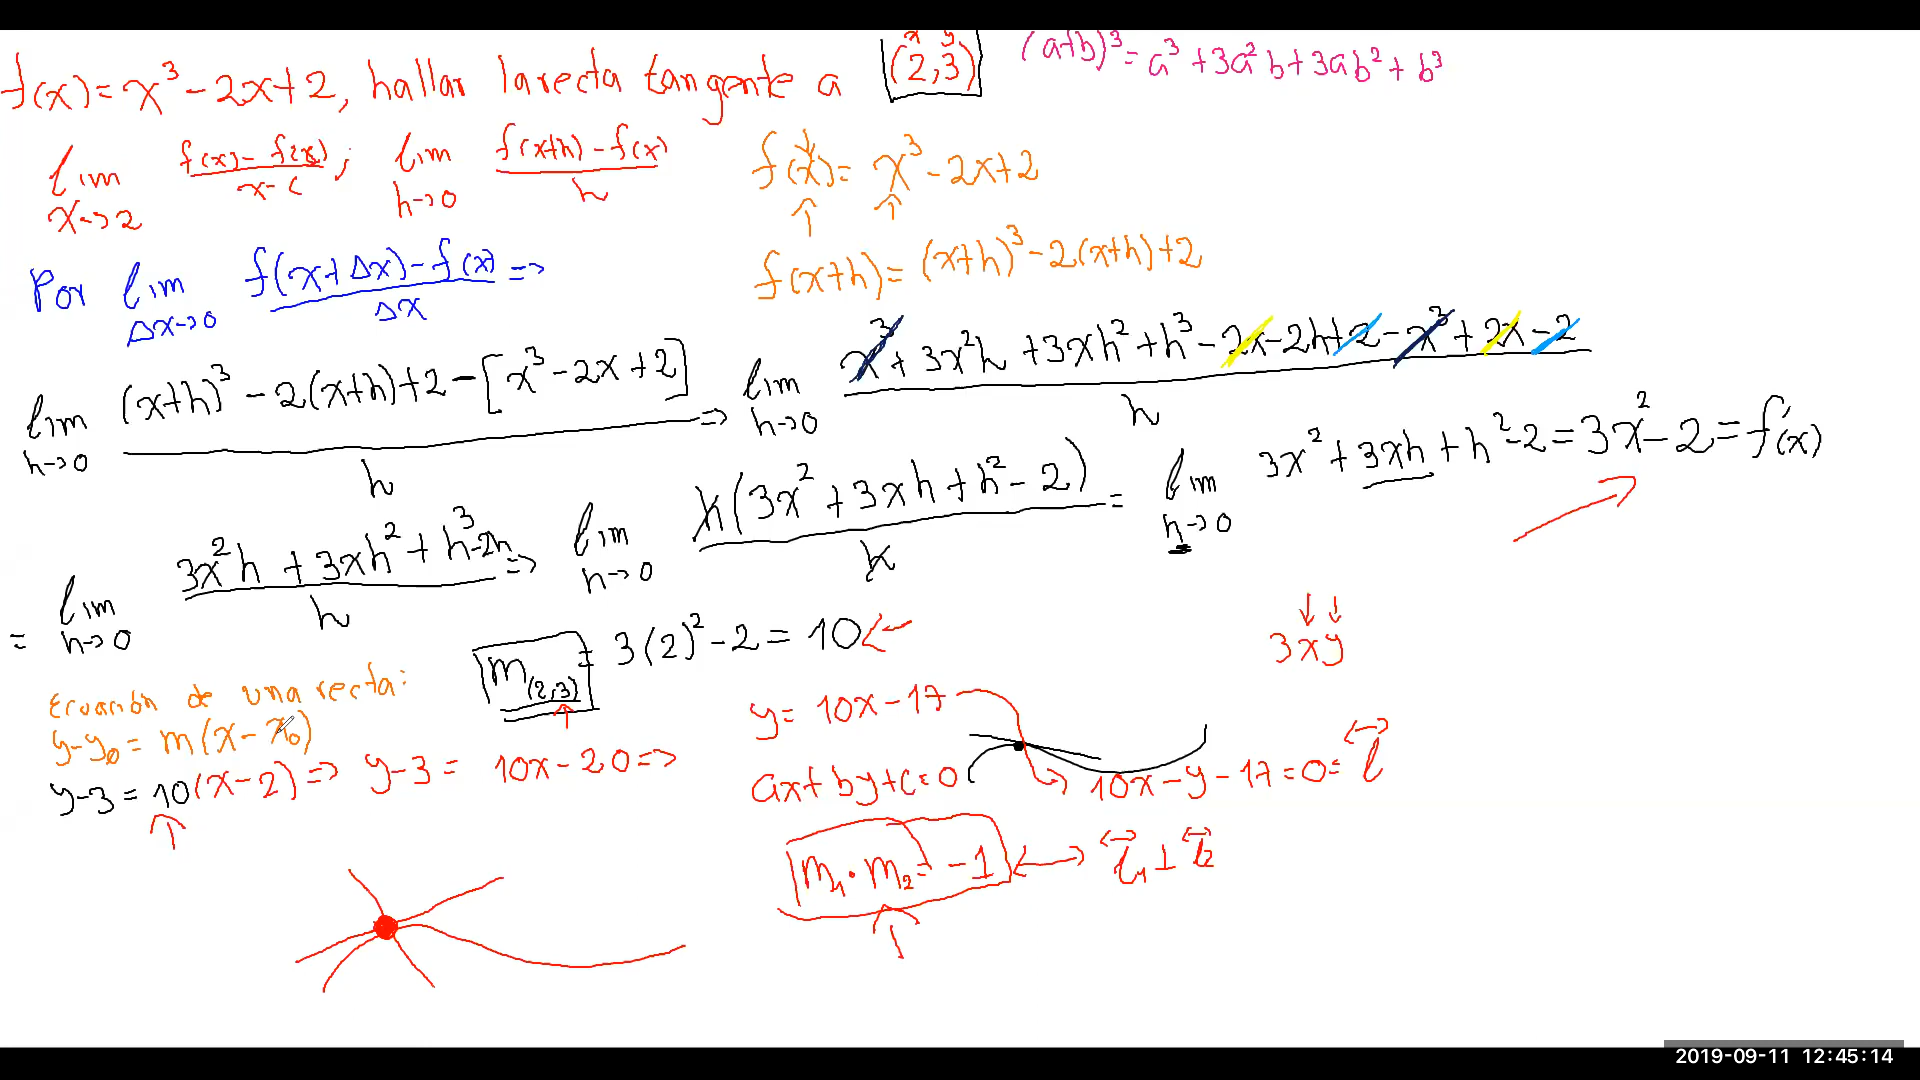 f(x) = x³ - 2x + 2, hallar la recta tangente a (2,3) x y
(a+b)³ = a³ + 3a²b + 3ab² + b³
lim x→2 f(x) - f(c) / x - c ; lim h→0 f(x+h) - f(x) / h
f(x) = x³ - 2x + 2
f(x+h) = (x+h)³ - 2(x+h) + 2
Por lim Δx→0 f(x+Δx) - f(x) / Δx =>
lim h→0 (x+h)³ - 2(x+h) + 2 - [x³ - 2x + 2] / h => lim h→0 x³ + 3x²h + 3xh² + h³ - 2x - 2h + 2 - x³ + 2x - 2 / h
= lim h→0 3x²h + 3xh² + h³ - 2h / h => lim h→0 h(3x² + 3xh + h² - 2) / h = lim h→0 3x² + 3xh + h² - 2 = 3x² - 2 = f'(x)
m(2,3) = 3(2)² - 2 = 10 ←
3xy
Ecuación de una recta:
y - y₀ = m(x - x₀)
y - 3 = 10(x - 2) => y - 3 = 10x - 20 =>
y = 10x - 17
ax + by + c = 0
10x - y - 17 = 0 = l
m₁ · m₂ = -1 ↔ l₁ ⊥ l₂
2019-09-11 12:45:14